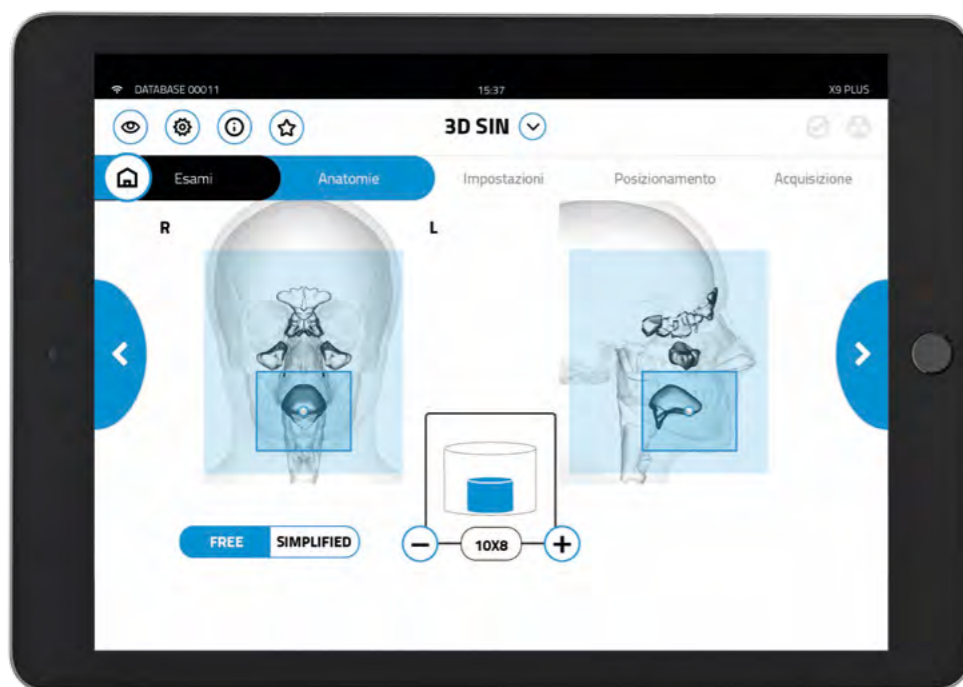 DATABASE 00011 15:37 X9 PLUS
3D SIN
Esami Anatomie Impostazioni Posizionamento Acquisizione
R L
FREE SIMPLIFIED
10X8